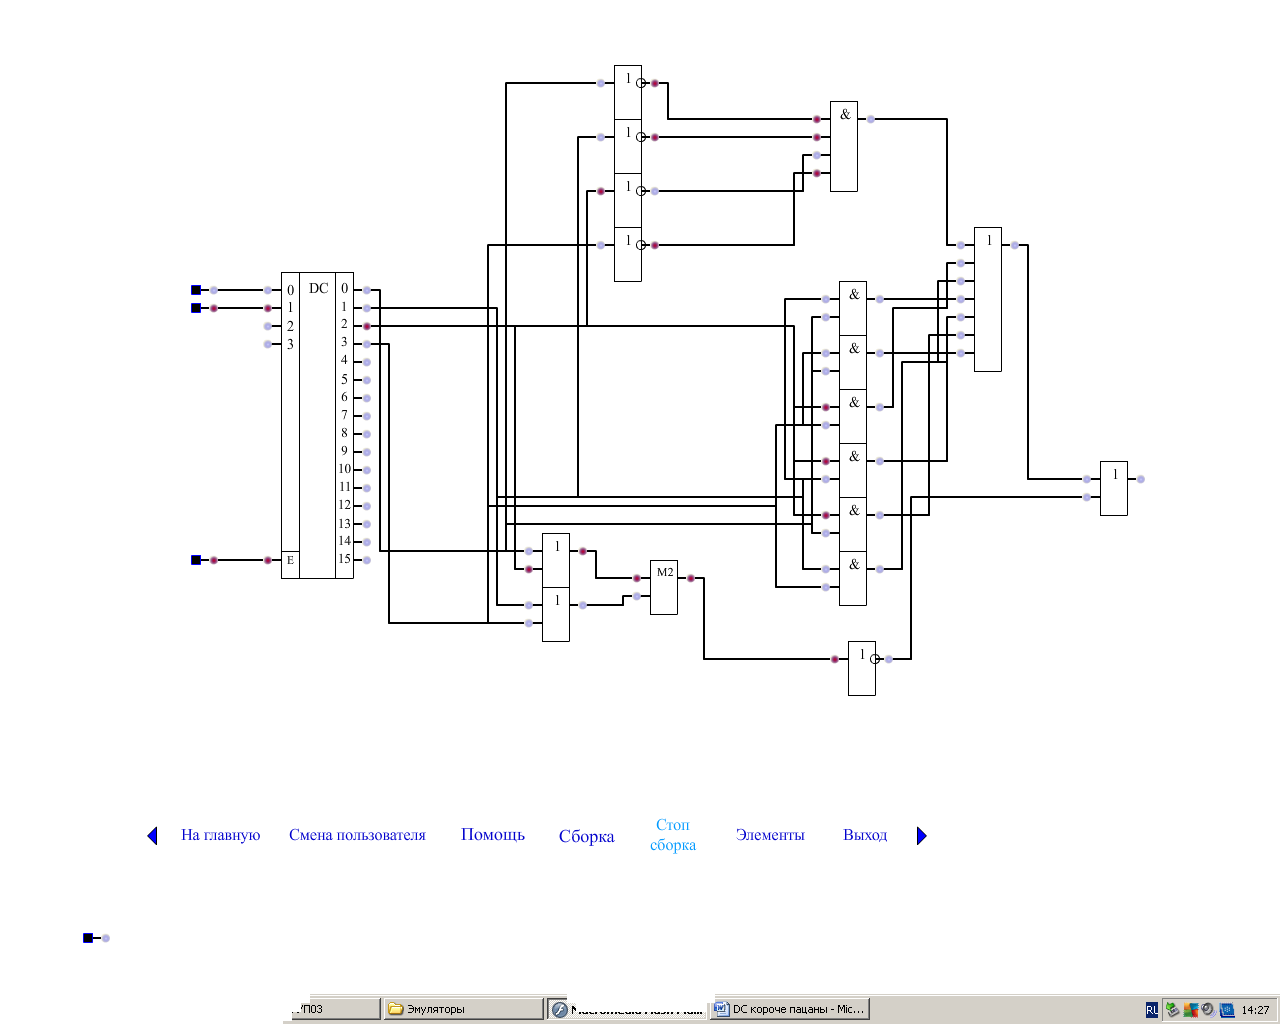 1
1
1
1
&
1
DC
0
1
2
3
E
0
1
2
3
4
5
6
7
8
9
10
11
12
13
14
15
&
&
&
&
&
&
1
1
1
M2
1
На главную
Смена пользователя
Помощь
Сборка
Стоп
сборка
Элементы
Выход
Эмуляторы
DC короче пацаны - Mic...
RU
14:27